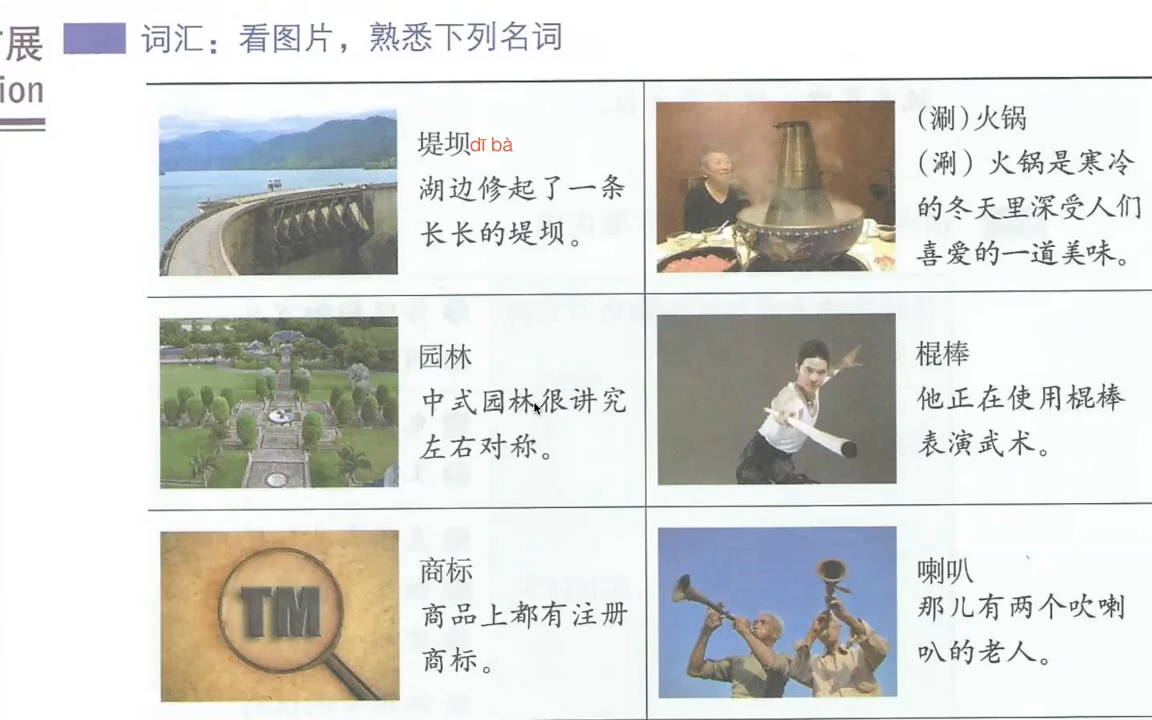 展
ion
词汇：看图片，熟悉下列名词
堤坝dī bà
湖边修起了一条
长长的堤坝。
(涮)火锅
(涮)火锅是寒冷
的冬天里深受人们
喜爱的一道美味。
园林
中式园林很讲究
左右对称。
棍棒
他正在使用棍棒
表演武术。
TM
商标
商品上都有注册
商标。
喇叭
那儿有两个吹喇
叭的老人。